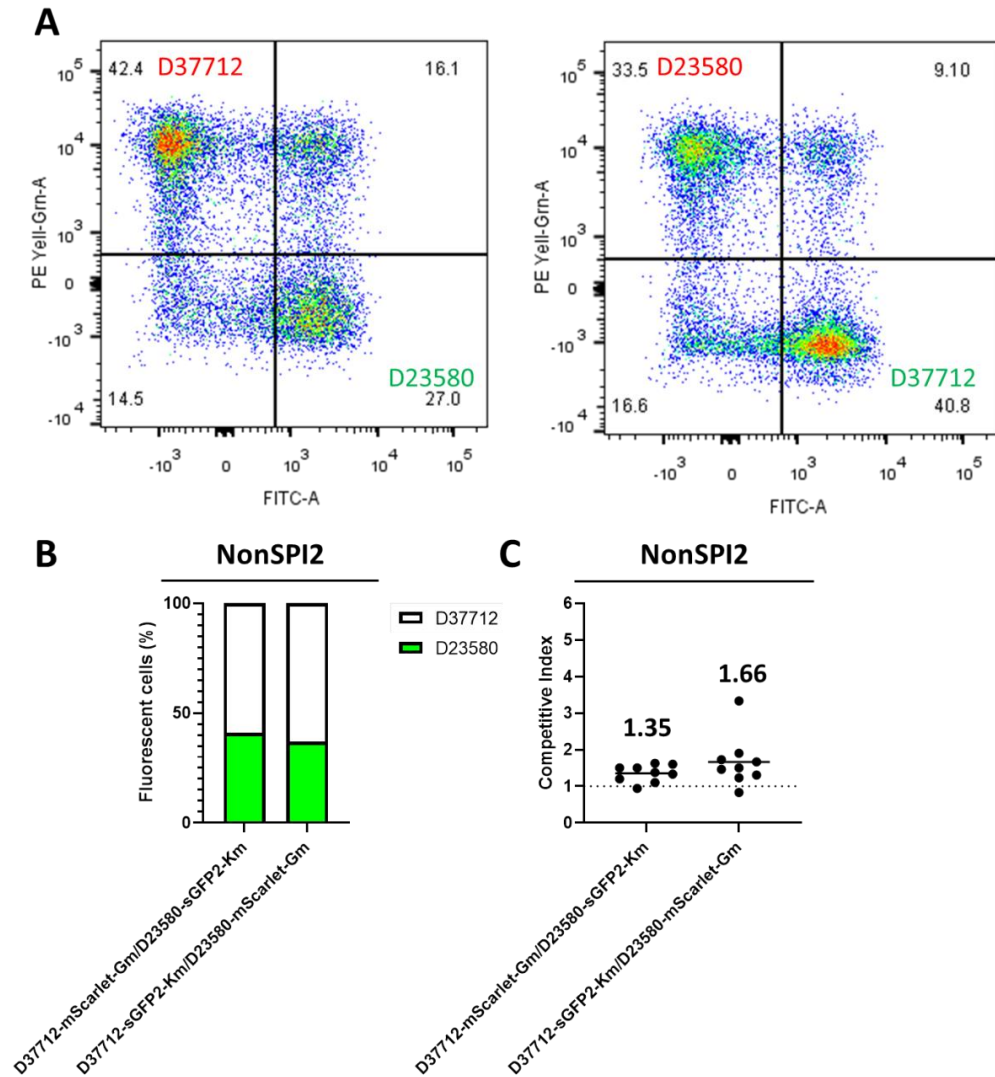 A
42.4 D37712 16.1
10^5
10^4
10^3
0
-10^3
-10^4
PE Yell-Grn-A
D23580
14.5 27.0
-10^3 0 10^3 10^4 10^5
FITC-A
33.5 D23580 9.10
10^5
10^4
10^3
0
-10^3
-10^4
PE Yell-Grn-A
D37712
16.6 40.8
-10^3 0 10^3 10^4 10^5
FITC-A
B
NonSPI2
100
50
0
Fluorescent cells (%)
D37712
D23580
D37712-mScarlet-Gm/D23580-sGFP2-Km
D37712-sGFP2-Km/D23580-mScarlet-Gm
C
NonSPI2
6
5
4
3
2
1
0
Competitive Index
1.35
1.66
D37712-mScarlet-Gm/D23580-sGFP2-Km
D37712-sGFP2-Km/D23580-mScarlet-Gm